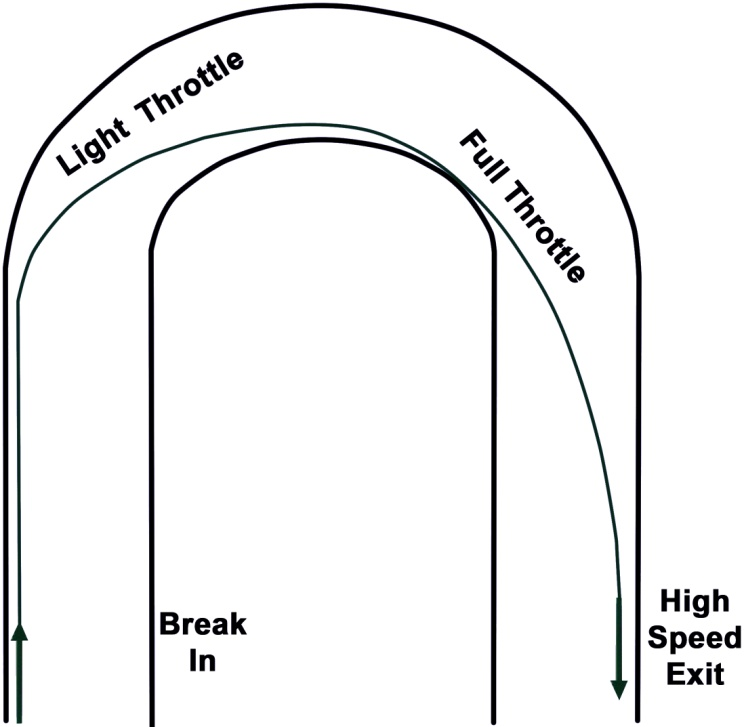 Light Throttle
Full Throttle
Break
In
High
Speed
Exit